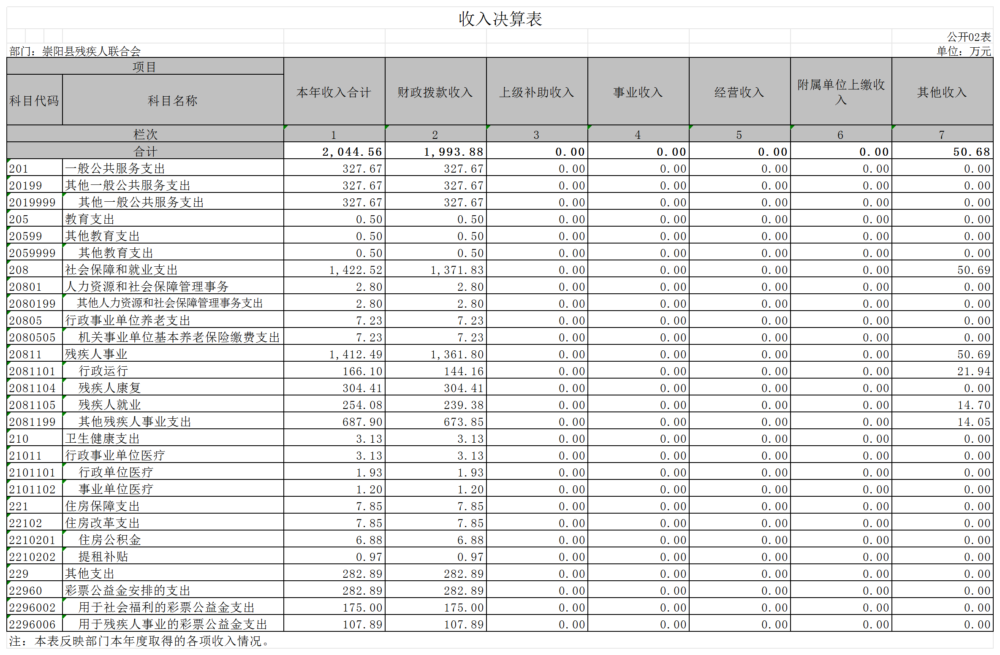 收入决算表
公开02表
部门：崇阳县残疾人联合会 单位：万元
项目 本年收入合计 财政拨款收入 上级补助收入 事业收入 经营收入 附属单位上缴收入 其他收入
科目代码 科目名称
栏次 1 2 3 4 5 6 7
合计 2,044.56 1,993.88 0.00 0.00 0.00 0.00 50.68
201 一般公共服务支出 327.67 327.67 0.00 0.00 0.00 0.00 0.00
20199 其他一般公共服务支出 327.67 327.67 0.00 0.00 0.00 0.00 0.00
2019999 其他一般公共服务支出 327.67 327.67 0.00 0.00 0.00 0.00 0.00
205 教育支出 0.50 0.50 0.00 0.00 0.00 0.00 0.00
20599 其他教育支出 0.50 0.50 0.00 0.00 0.00 0.00 0.00
2059999 其他教育支出 0.50 0.50 0.00 0.00 0.00 0.00 0.00
208 社会保障和就业支出 1,422.52 1,371.83 0.00 0.00 0.00 0.00 50.69
20801 人力资源和社会保障管理事务 2.80 2.80 0.00 0.00 0.00 0.00 0.00
2080199 其他人力资源和社会保障管理事务支出 2.80 2.80 0.00 0.00 0.00 0.00 0.00
20805 行政事业单位养老支出 7.23 7.23 0.00 0.00 0.00 0.00 0.00
2080505 机关事业单位基本养老保险缴费支出 7.23 7.23 0.00 0.00 0.00 0.00 0.00
20811 残疾人事业 1,412.49 1,361.80 0.00 0.00 0.00 0.00 50.69
2081101 行政运行 166.10 144.16 0.00 0.00 0.00 0.00 21.94
2081104 残疾人康复 304.41 304.41 0.00 0.00 0.00 0.00 0.00
2081105 残疾人就业 254.08 239.38 0.00 0.00 0.00 0.00 14.70
2081199 其他残疾人事业支出 687.90 673.85 0.00 0.00 0.00 0.00 14.05
210 卫生健康支出 3.13 3.13 0.00 0.00 0.00 0.00 0.00
21011 行政事业单位医疗 3.13 3.13 0.00 0.00 0.00 0.00 0.00
2101101 行政单位医疗 1.93 1.93 0.00 0.00 0.00 0.00 0.00
2101102 事业单位医疗 1.20 1.20 0.00 0.00 0.00 0.00 0.00
221 住房保障支出 7.85 7.85 0.00 0.00 0.00 0.00 0.00
22102 住房改革支出 7.85 7.85 0.00 0.00 0.00 0.00 0.00
2210201 住房公积金 6.88 6.88 0.00 0.00 0.00 0.00 0.00
2210202 提租补贴 0.97 0.97 0.00 0.00 0.00 0.00 0.00
229 其他支出 282.89 282.89 0.00 0.00 0.00 0.00 0.00
22960 彩票公益金安排的支出 282.89 282.89 0.00 0.00 0.00 0.00 0.00
2296002 用于社会福利的彩票公益金支出 175.00 175.00 0.00 0.00 0.00 0.00 0.00
2296006 用于残疾人事业的彩票公益金支出 107.89 107.89 0.00 0.00 0.00 0.00 0.00
注：本表反映部门本年度取得的各项收入情况。